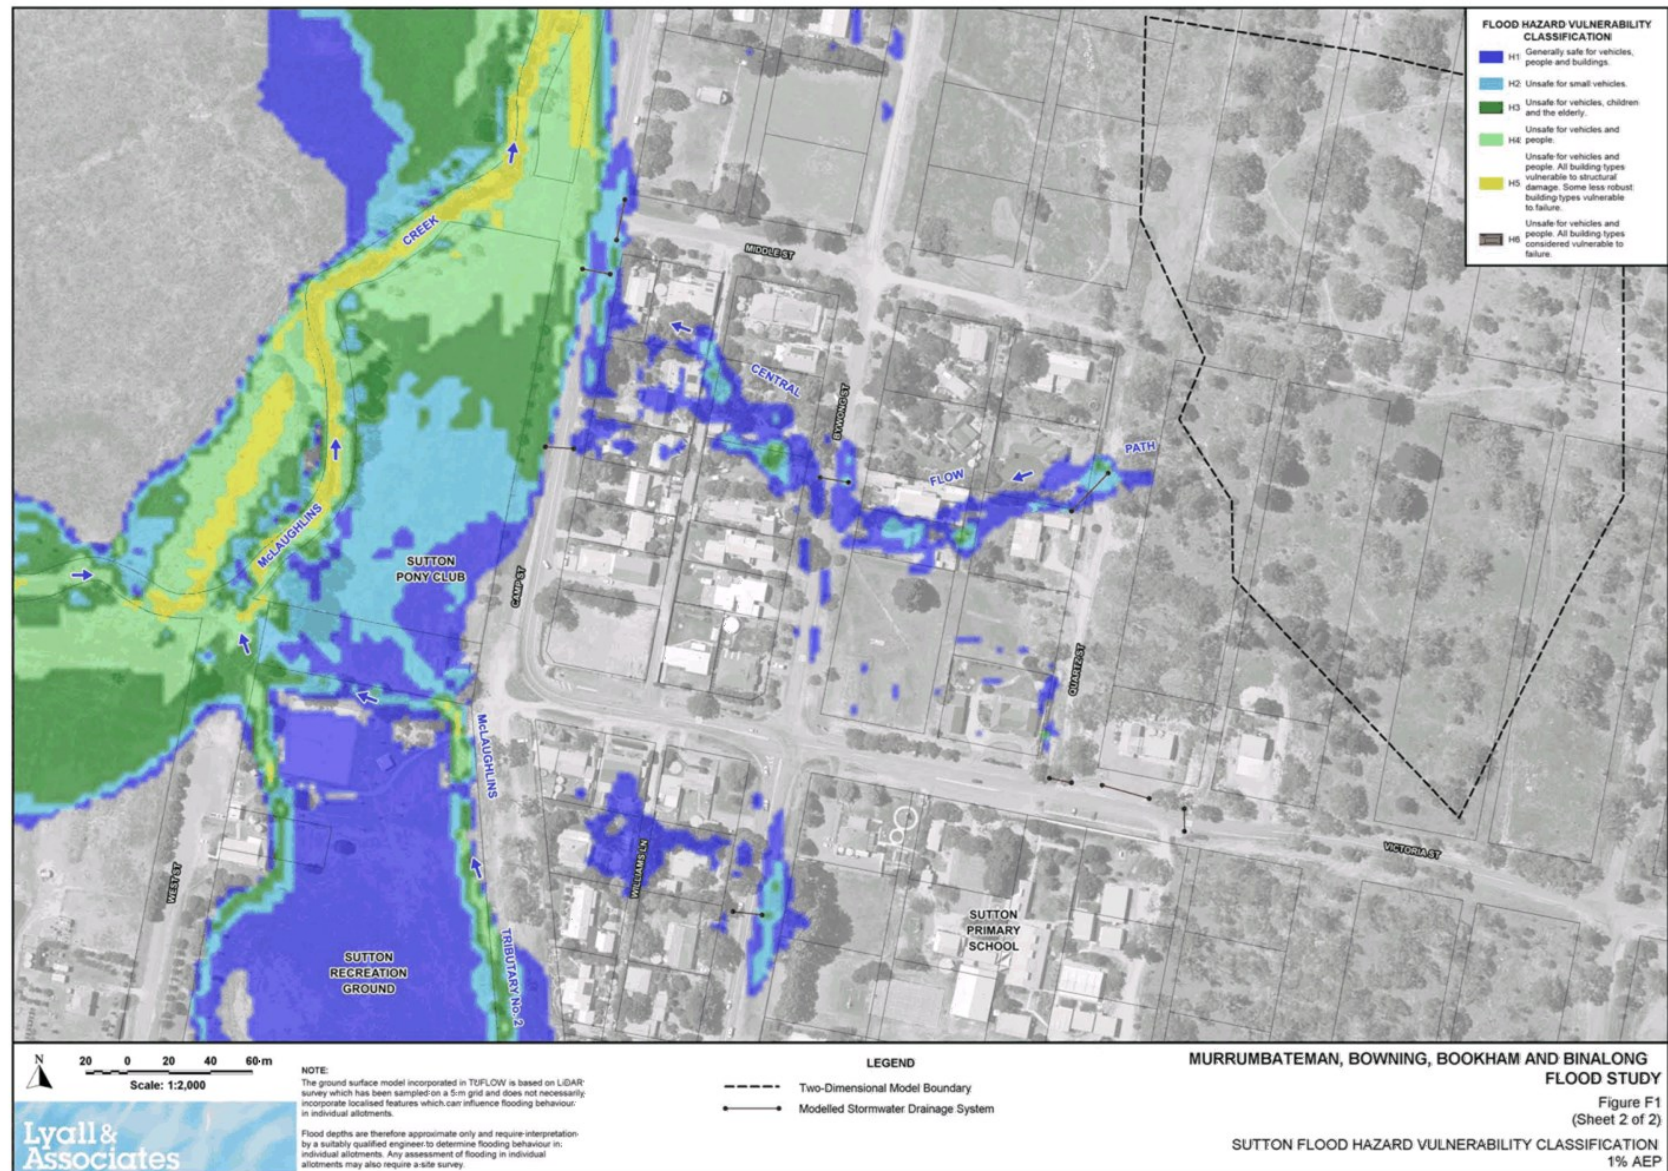 FLOOD HAZARD VULNERABILITY
CLASSIFICATION
H1 Generally safe for vehicles,
people and buildings.
H2 Unsafe for small vehicles.
H3 Unsafe for vehicles, children
and the elderly.
H4 Unsafe for vehicles and
people.
H5 Unsafe for vehicles and
people. All building types
vulnerable to structural
damage. Some less robust
building types vulnerable
to failure.
H6 Unsafe for vehicles and
people. All building types
considered vulnerable to
failure.
CREEK
MIDDLE ST
CENTRAL
BYWONG ST
FLOW
PATH
McLAUGHLINS
SUTTON
PONY CLUB
CAMP ST
QUARTZ ST
McLAUGHLINS
TRIBUTARY No. 2
WILLIAMS LN
VICTORIA ST
WEST ST
SUTTON
PRIMARY
SCHOOL
SUTTON
RECREATION
GROUND
N
20 0 20 40 60 m
Scale: 1:2,000
Lyall &
Associates
NOTE:
The ground surface model incorporated in TUFLOW is based on LiDAR
survey which has been sampled on a 5 m grid and does not necessarily
incorporate localised features which can influence flooding behaviour
in individual allotments.
Flood depths are therefore approximate only and require interpretation
by a suitably qualified engineer to determine flooding behaviour in
individual allotments. Any assessment of flooding in individual
allotments may also require a site survey.
LEGEND
Two-Dimensional Model Boundary
Modelled Stormwater Drainage System
MURRUMBATEMAN, BOWNING, BOOKHAM AND BINALONG
FLOOD STUDY
Figure F1
(Sheet 2 of 2)
SUTTON FLOOD HAZARD VULNERABILITY CLASSIFICATION
1% AEP